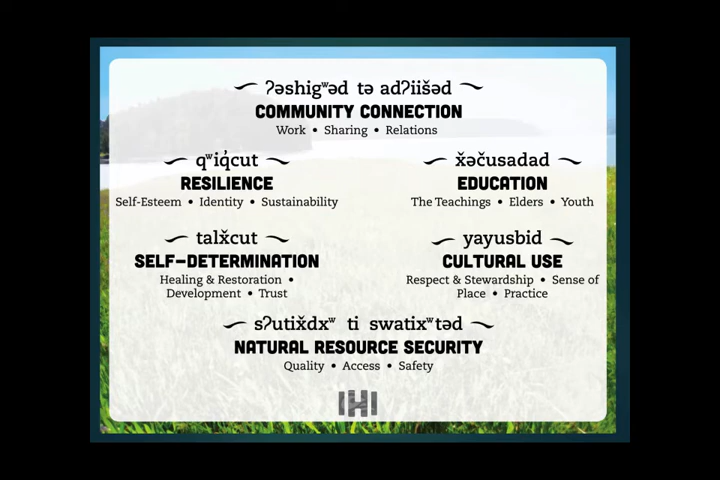 ʔəshigʷəd tə adʔiišəd
COMMUNITY CONNECTION
Work • Sharing • Relations
qʷiq̓cut
RESILIENCE
Self-Esteem • Identity • Sustainability
x̌əčusadad
EDUCATION
The Teachings • Elders • Youth
talx̌cut
SELF-DETERMINATION
Healing & Restoration •
Development • Trust
yayusbid
CULTURAL USE
Respect & Stewardship • Sense of
Place • Practice
sʔutix̌dxʷ ti swatixʷtəd
NATURAL RESOURCE SECURITY
Quality • Access • Safety
IHI